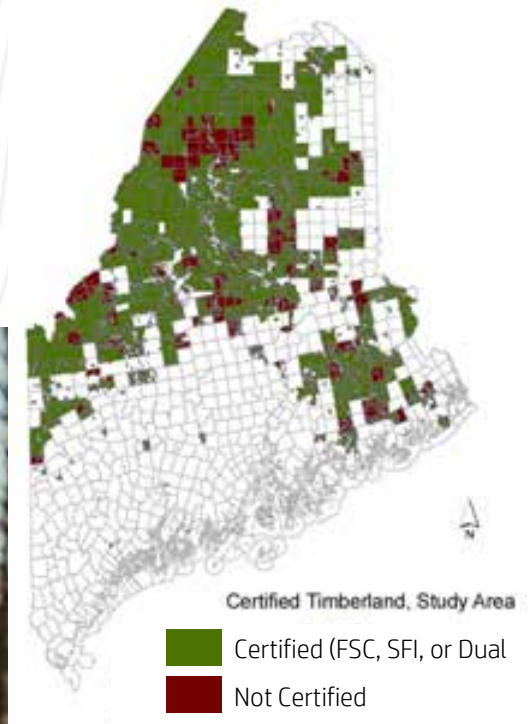 N
Certified Timberland, Study Area
Certified (FSC, SFI, or Dual
Not Certified